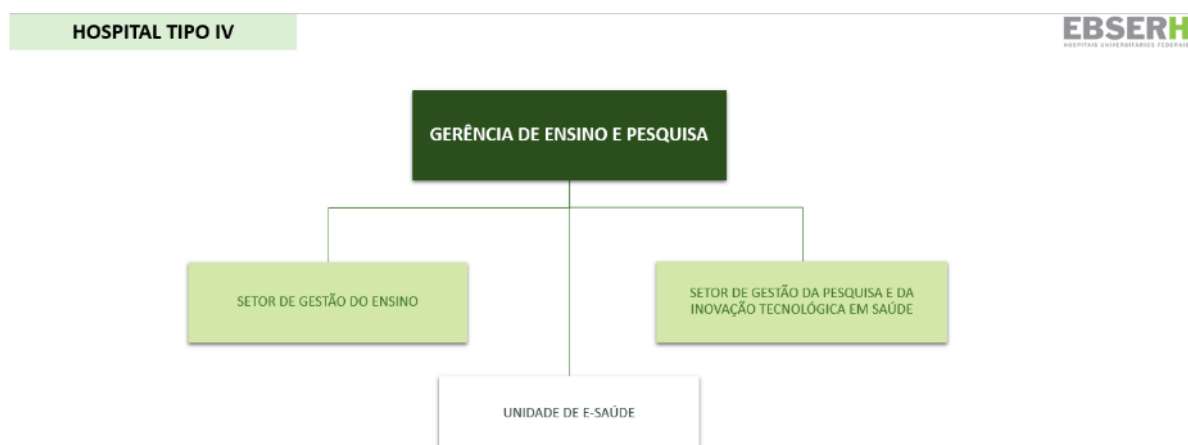 HOSPITAL TIPO IV
EBSERH
HOSPITAIS UNIVERSITÁRIOS FEDERAIS
GERÊNCIA DE ENSINO E PESQUISA
SETOR DE GESTÃO DO ENSINO
SETOR DE GESTÃO DA PESQUISA E DA
INOVAÇÃO TECNOLÓGICA EM SAÚDE
UNIDADE DE E-SAÚDE